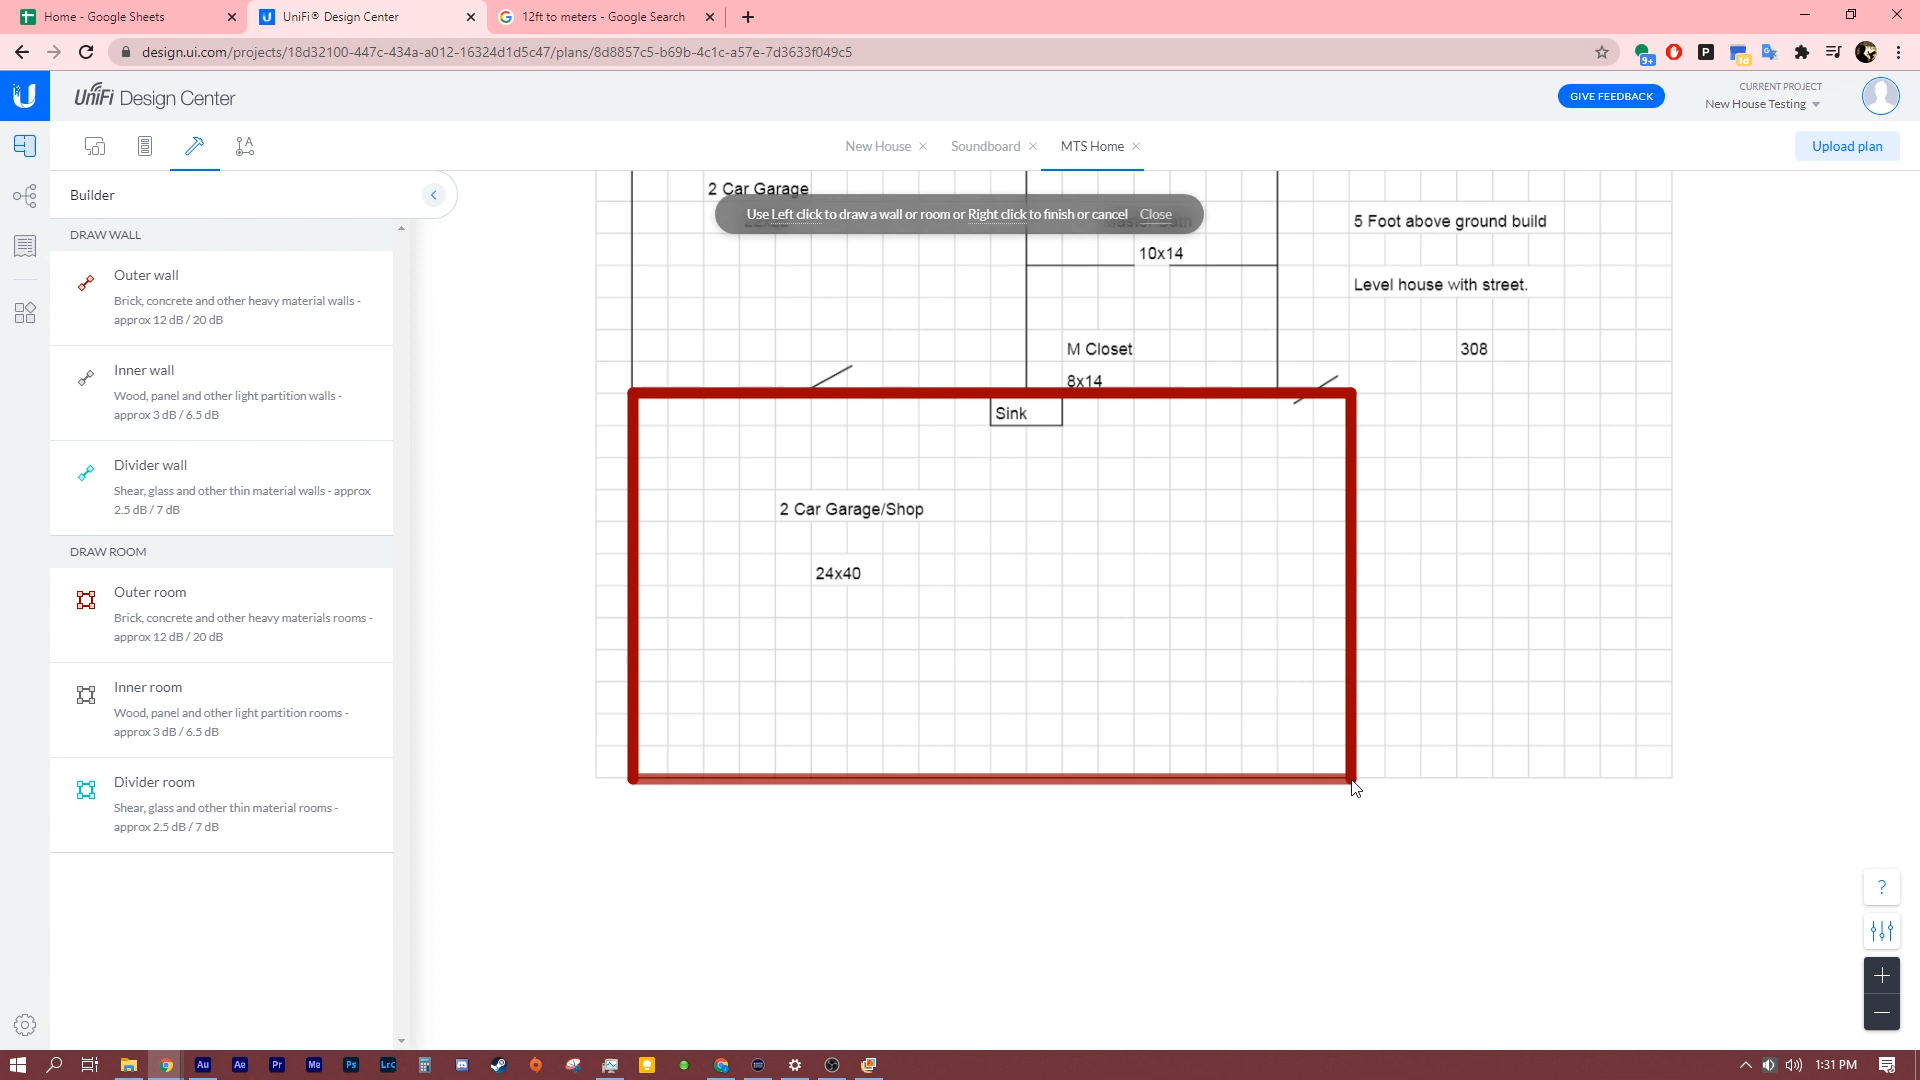 Home - Google Sheets
UniFi® Design Center
12ft to meters - Google Search
design.ui.com/projects/18d32100-447c-434a-a012-16324d1d5c47/plans/8d8857c5-b69b-4c1c-a57e-7d3633f049c5
9+
P
1d
UniFi Design Center
GIVE FEEDBACK
CURRENT PROJECT
New House Testing
New House
Soundboard
MTS Home
Upload plan
Builder
DRAW WALL
Outer wall
Brick, concrete and other heavy material walls -
approx 12 dB / 20 dB
Inner wall
Wood, panel and other light partition walls -
approx 3 dB / 6.5 dB
Divider wall
Shear, glass and other thin material walls - approx
2.5 dB / 7 dB
DRAW ROOM
Outer room
Brick, concrete and other heavy materials rooms -
approx 12 dB / 20 dB
Inner room
Wood, panel and other light partition rooms -
approx 3 dB / 6.5 dB
Divider room
Shear, glass and other thin material rooms -
approx 2.5 dB / 7 dB
2 Car Garage
Use Left click to draw a wall or room or Right click to finish or cancel Close
10x14
5 Foot above ground build
Level house with street.
M Closet
308
8x14
Sink
2 Car Garage/Shop
24x40
?
Au
Ae
Pr
Me
Ps
Lrc
1:31 PM